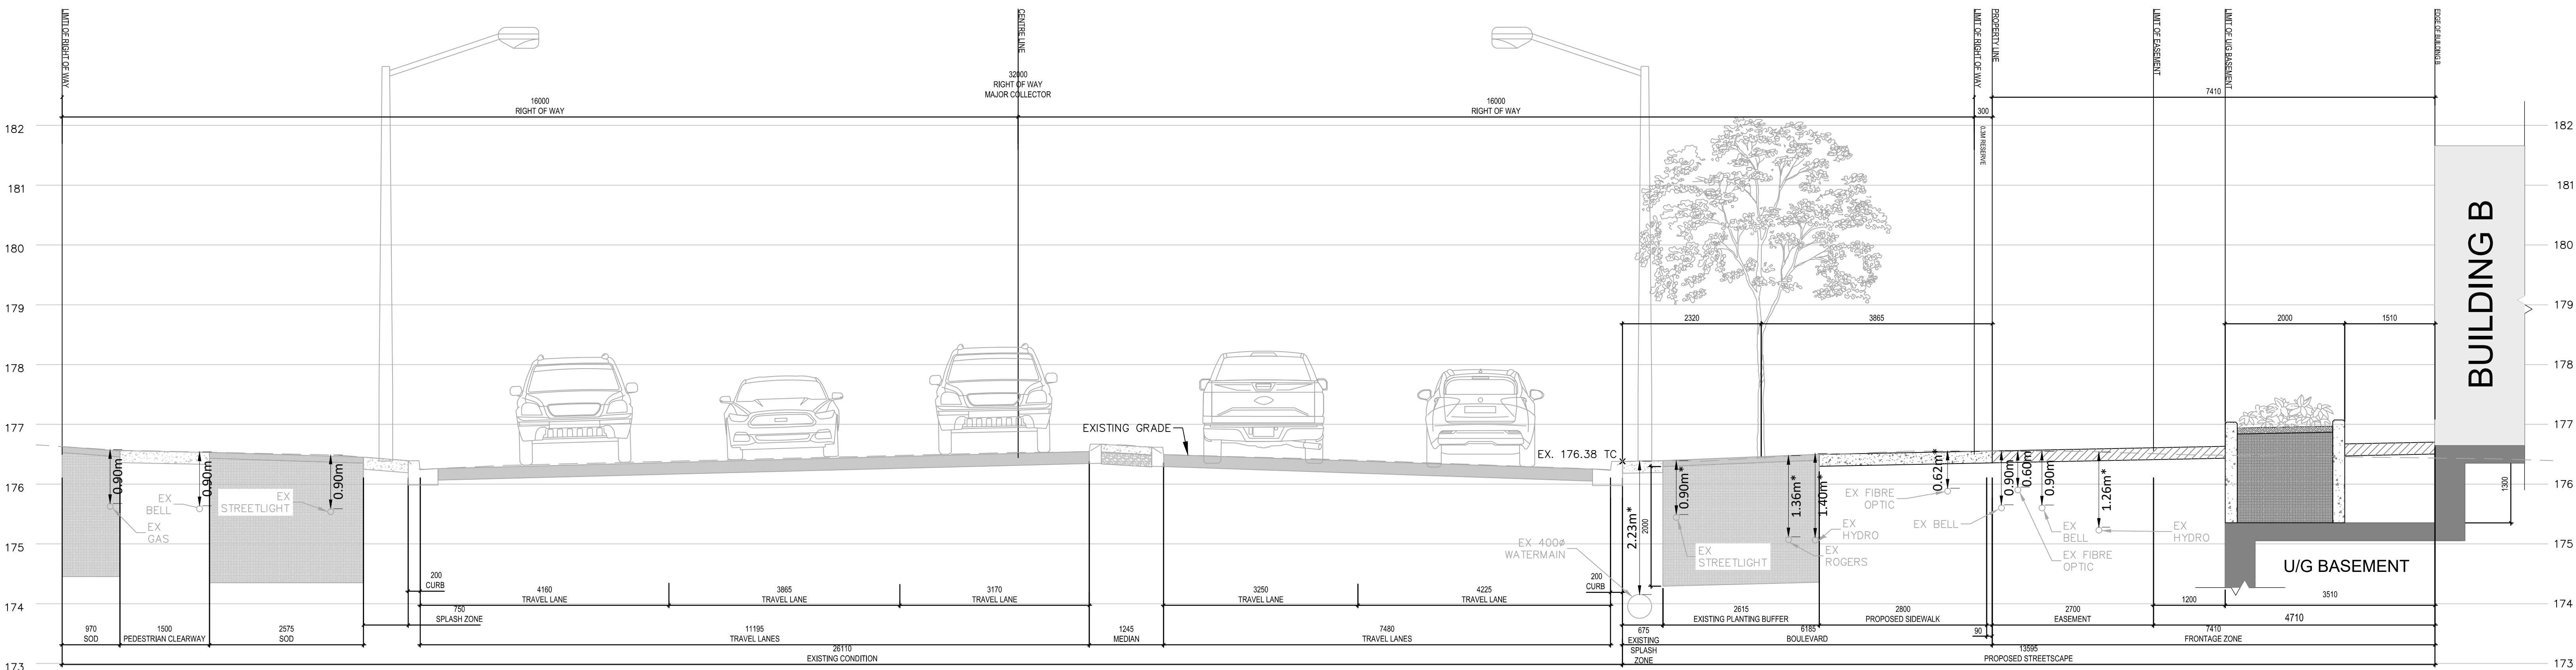 LIMTI OF RIGHT OF WAY
CENTRE LINE
LIMIT OF RIGHT OF WAY
PROPERTY LINE
LIMIT OF EASEMENT
LIMIT OF U/G BASEMENT
EDGE OF BUILDING B
32000
RIGHT OF WAY
MAJOR COLLECTOR
16000
RIGHT OF WAY
16000
RIGHT OF WAY
300
7410
0.3M RESERVE
182
182
181
181
180
180
179
179
178
178
177
177
176
176
175
175
174
174
173
173
BUILDING B
2320
3865
2000
1510
EXISTING GRADE
EX. 176.38 TC
0.90m
0.90m
0.90m
EX
BELL
EX
GAS
EX
STREETLIGHT
2.23m*
2000
0.90m*
1.36m*
1.40m*
0.62m*
0.90m
0.60m
0.90m
1.26m*
1300
EX 400ø
WATERMAIN
EX
STREETLIGHT
EX
ROGERS
EX
HYDRO
EX FIBRE
OPTIC
EX BELL
EX
BELL
EX FIBRE
OPTIC
EX
HYDRO
U/G BASEMENT
200
CURB
4160
TRAVEL LANE
3865
TRAVEL LANE
3170
TRAVEL LANE
3250
TRAVEL LANE
4225
TRAVEL LANE
200
CURB
750
SPLASH ZONE
2615
EXISTING PLANTING BUFFER
2800
PROPOSED SIDEWALK
2700
EASEMENT
1200
3510
4710
970
SOD
1500
PEDESTRIAN CLEARWAY
2575
SOD
11195
TRAVEL LANES
1245
MEDIAN
7480
TRAVEL LANES
675
EXISTING
SPLASH
ZONE
6185
BOULEVARD
90
7410
FRONTAGE ZONE
26110
EXISTING CONDITION
13595
PROPOSED STREETSCAPE